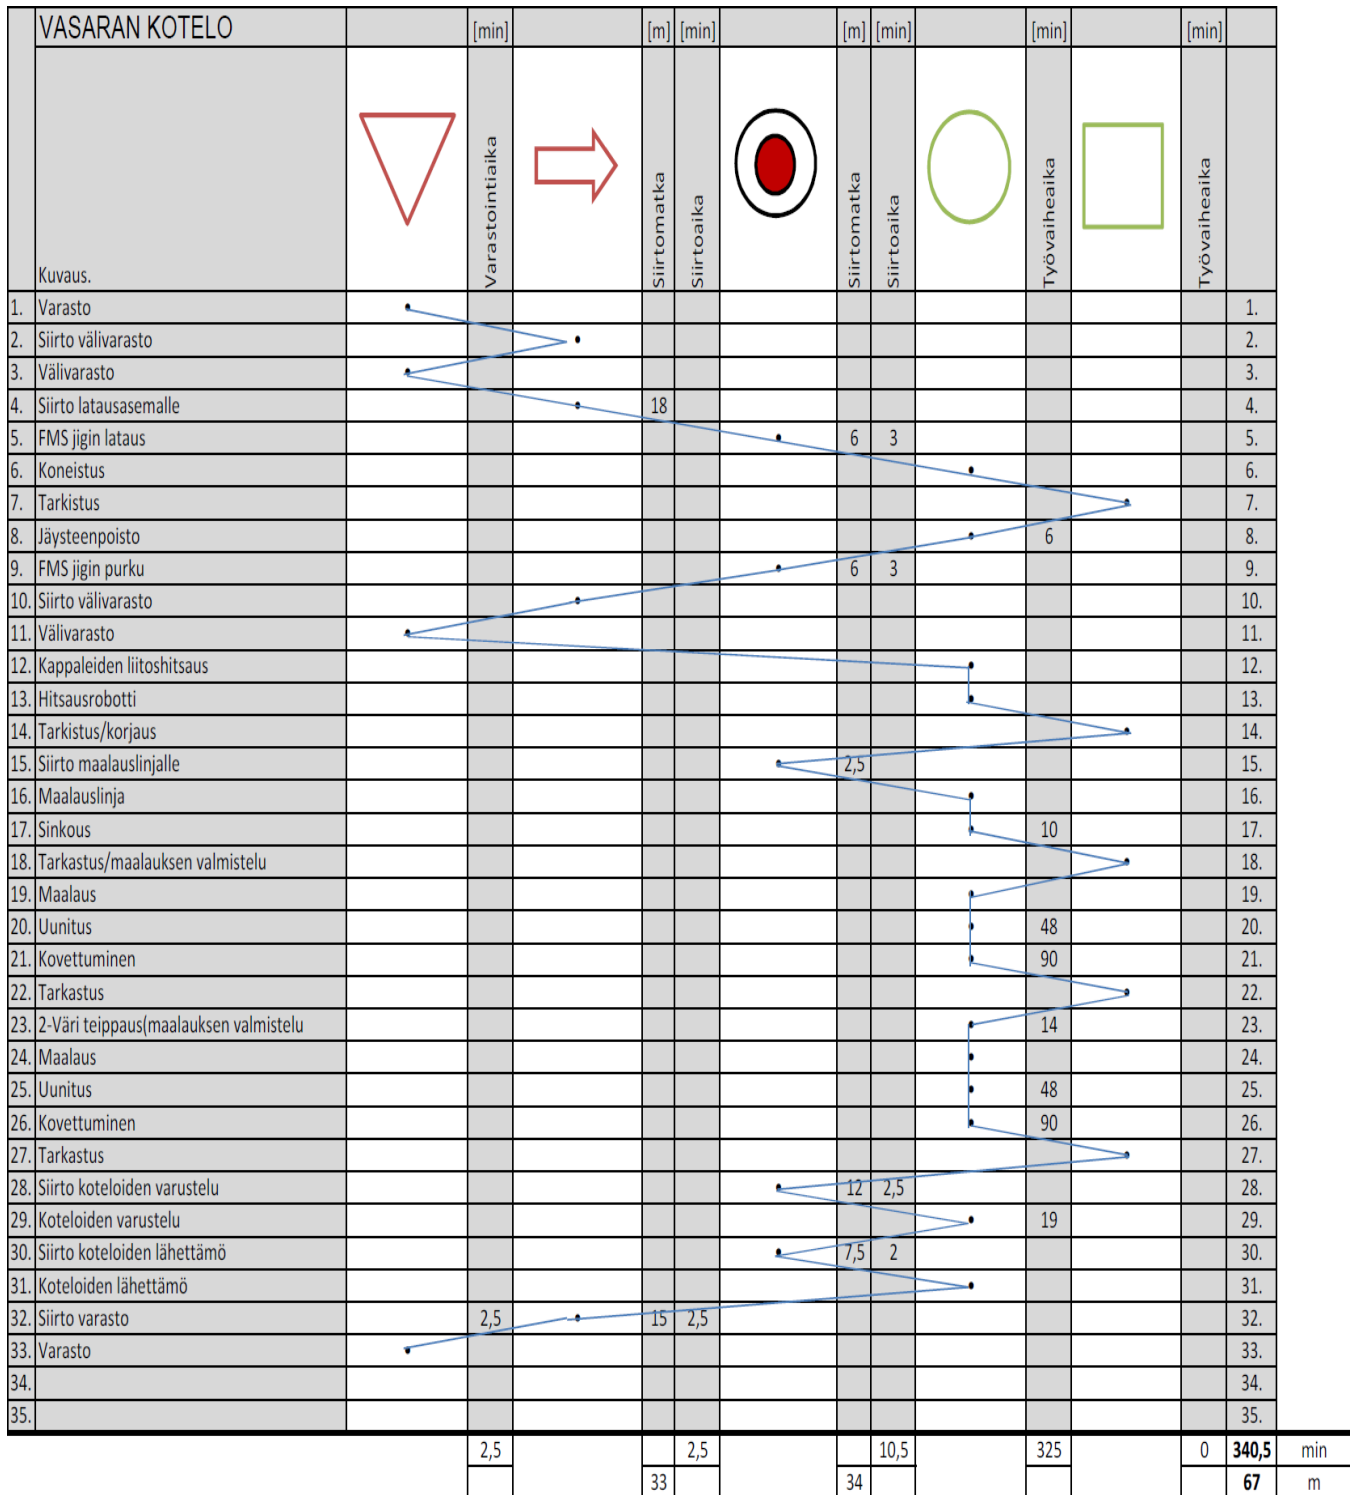 VASARAN KOTELO [min] [m] [min] [m] [min] [min] [min]
Kuvaus. Varastointiaika Siirtomatka Siirtoaika Siirtomatka Siirtoaika Työvaiheaika Työvaiheaika
1. Varasto 1.
2. Siirto välivarasto 2.
3. Välivarasto 3.
4. Siirto latausasemalle 18 4.
5. FMS jigin lataus 6 3 5.
6. Koneistus 6.
7. Tarkistus 7.
8. Jäysteenpoisto 6 8.
9. FMS jigin purku 6 3 9.
10. Siirto välivarasto 10.
11. Välivarasto 11.
12. Kappaleiden liitoshitsaus 12.
13. Hitsausrobotti 13.
14. Tarkistus/korjaus 14.
15. Siirto maalauslinjalle 2,5 15.
16. Maalauslinja 16.
17. Sinkous 10 17.
18. Tarkastus/maalauksen valmistelu 18.
19. Maalaus 19.
20. Uunitus 48 20.
21. Kovettuminen 90 21.
22. Tarkastus 22.
23. 2-Väri teippaus(maalauksen valmistelu 14 23.
24. Maalaus 24.
25. Uunitus 48 25.
26. Kovettuminen 90 26.
27. Tarkastus 27.
28. Siirto koteloiden varustelu 12 2,5 28.
29. Koteloiden varustelu 19 29.
30. Siirto koteloiden lähettämö 7,5 2 30.
31. Koteloiden lähettämö 31.
32. Siirto varasto 2,5 15 2,5 32.
33. Varasto 33.
34. 34.
35. 35.
2,5 2,5 10,5 325 0 340,5 min
33 34 67 m